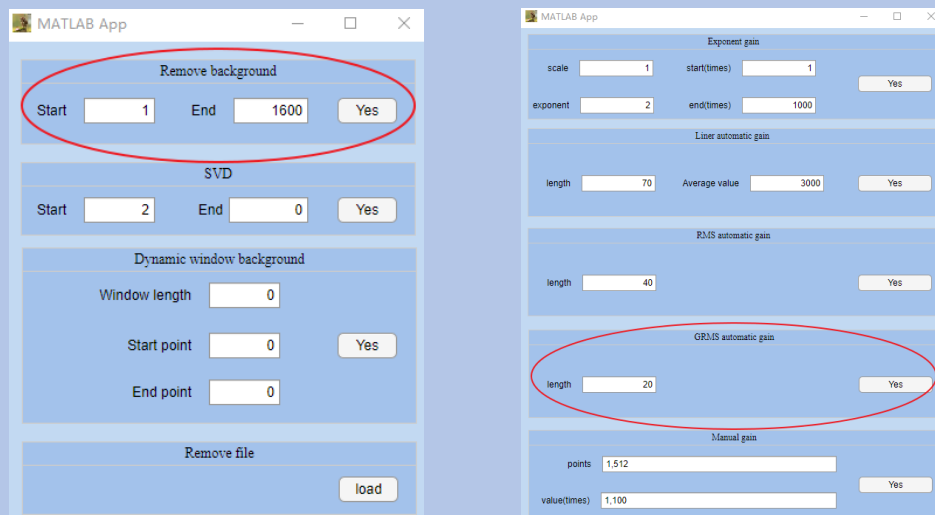 MATLAB App
Remove background
Start 1 End 1600 Yes
SVD
Start 2 End 0 Yes
Dynamic window background
Window length 0
Start point 0 Yes
End point 0
Remove file
load
MATLAB App
Exponent gain
scale 1 start(times) 1
Yes
exponent 2 end(times) 1000
Liner automatic gain
length 70 Average value 3000 Yes
RMS automatic gain
length 40 Yes
GRMS automatic gain
length 20 Yes
Manual gain
points 1,512
Yes
value(times) 1,100